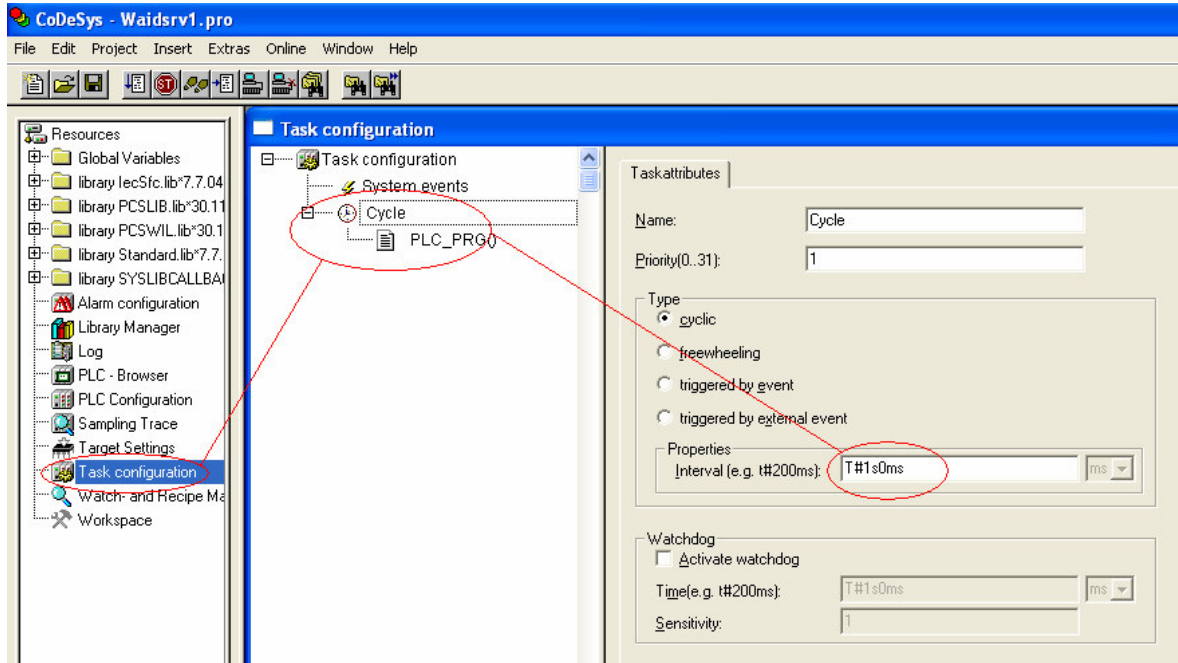 CoDeSys - Waidsrv1.pro
File Edit Project Insert Extras Online Window Help
Resources
Global Variables
library IecSfc.lib*7.7.04
library PCSLIB.lib*30.11
library PCSWIL.lib*30.1
library Standard.lib*7.7.
library SYSLIBCALLBA
Alarm configuration
Library Manager
Log
PLC - Browser
PLC Configuration
Sampling Trace
Target Settings
Task configuration
Watch- and Recipe Ma
Workspace
Task configuration
Task configuration
System events
Cycle
PLC_PRG()
Taskattributes
Name: Cycle
Priority(0..31): 1
Type
cyclic
freewheeling
triggered by event
triggered by external event
Properties
Interval (e.g. t#200ms): T#1s0ms ms
Watchdog
Activate watchdog
Time(e.g. t#200ms): T#1s0ms ms
Sensitivity: 1